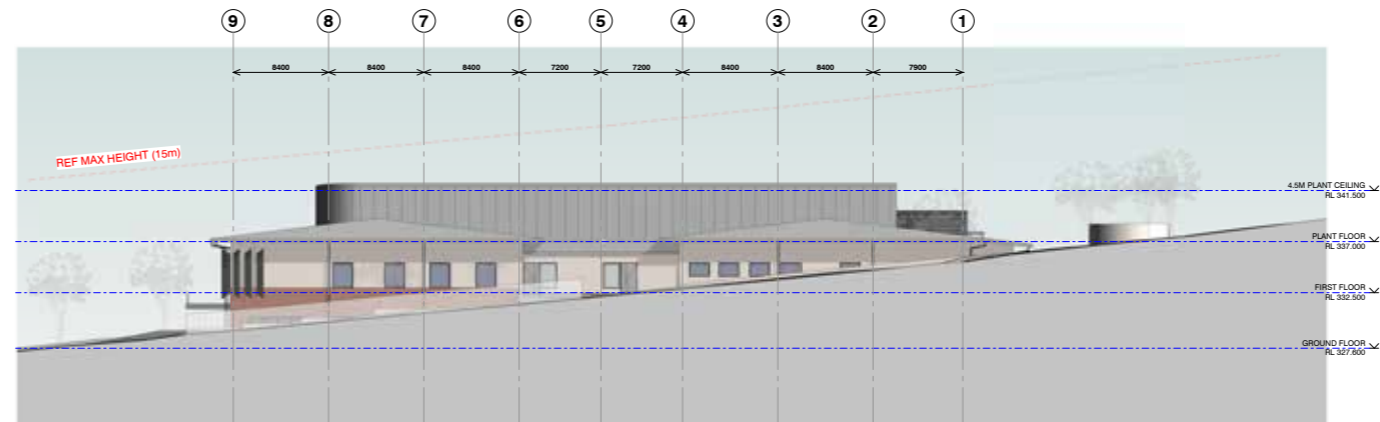 9 8 7 6 5 4 3 2 1
8400 8400 8400 7200 7200 8400 8400 7900
REF MAX HEIGHT (15m)
4.5M PLANT CEILING
RL 341.500
PLANT FLOOR
RL 337.000
FIRST FLOOR
RL 332.500
GROUND FLOOR
RL 327.600